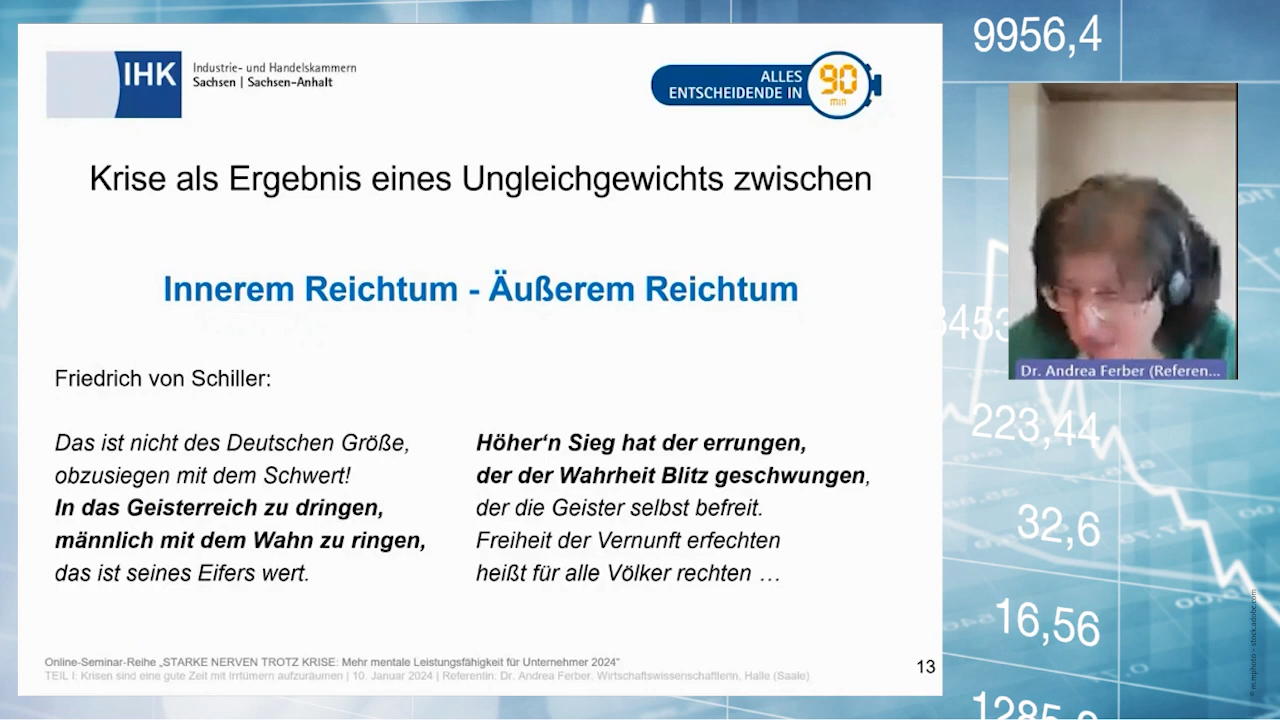 IHK
Industrie- und Handelskammern
Sachsen | Sachsen-Anhalt
ALLES
ENTSCHEIDENDE IN
90
min
Krise als Ergebnis eines Ungleichgewichts zwischen
Innerem Reichtum - Äußerem Reichtum
Friedrich von Schiller:
Das ist nicht des Deutschen Größe,
obzusiegen mit dem Schwert!
In das Geisterreich zu dringen,
männlich mit dem Wahn zu ringen,
das ist seines Eifers wert.
Höher‘n Sieg hat der errungen,
der der Wahrheit Blitz geschwungen,
der die Geister selbst befreit.
Freiheit der Vernunft erfechten
heißt für alle Völker rechten …
Online-Seminar-Reihe „STARKE NERVEN TROTZ KRISE: Mehr mentale Leistungsfähigkeit für Unternehmer 2024“
TEIL I: Krisen sind eine gute Zeit mit Irrtümern aufzuräumen | 10. Januar 2024 | Referentin: Dr. Andrea Ferber. Wirtschaftswissenschaftlerin. Halle (Saale)
13
9956,4
Dr. Andrea Ferber (Referen...
223,44
32,6
16,56
© m.mphoto - stock.adobe.com